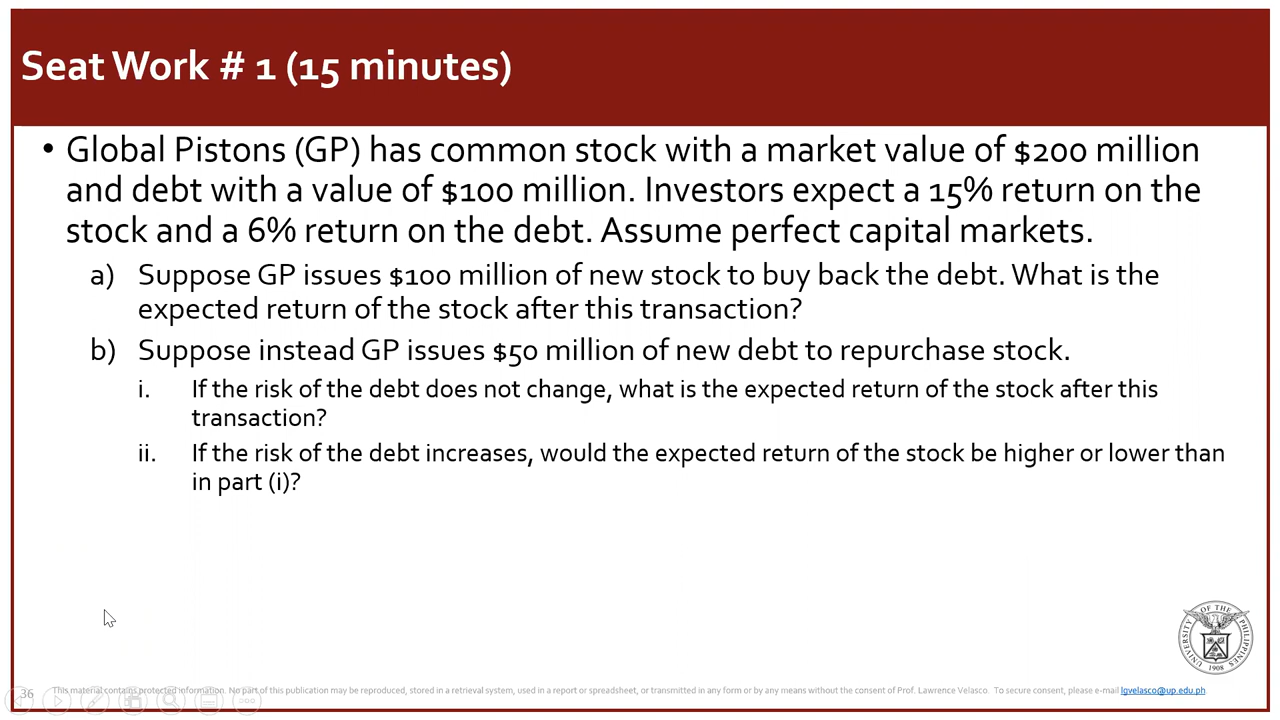 Seat Work # 1 (15 minutes)
• Global Pistons (GP) has common stock with a market value of $200 million
and debt with a value of $100 million. Investors expect a 15% return on the
stock and a 6% return on the debt. Assume perfect capital markets.
a) Suppose GP issues $100 million of new stock to buy back the debt. What is the
expected return of the stock after this transaction?
b) Suppose instead GP issues $50 million of new debt to repurchase stock.
i. If the risk of the debt does not change, what is the expected return of the stock after this
transaction?
ii. If the risk of the debt increases, would the expected return of the stock be higher or lower than
in part (i)?
UNIVERSITY OF THE PHILIPPINES
1908
36
This material contains protected information. No part of this publication may be reproduced, stored in a retrieval system, used in a report or spreadsheet, or transmitted in any form or by any means without the consent of Prof. Lawrence Velasco. To secure consent, please e-mail lgvelasco@up.edu.ph.